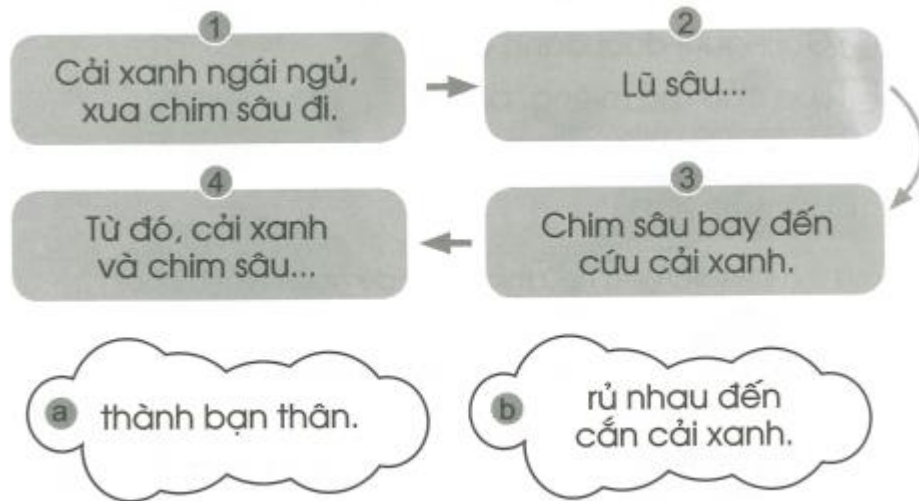 1
Cải xanh ngái ngủ,
xua chim sâu đi.
2
Lũ sâu...
3
Chim sâu bay đến
cứu cải xanh.
4
Từ đó, cải xanh
và chim sâu...
a
thành bạn thân.
b
rủ nhau đến
cắn cải xanh.